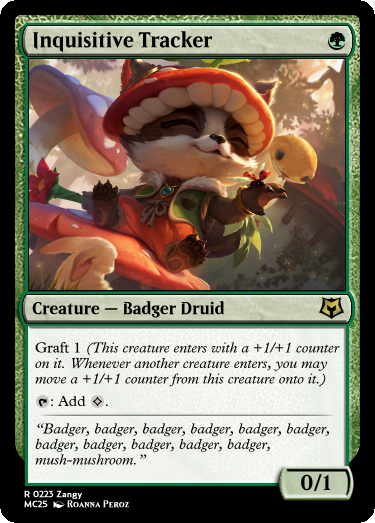 Inquisitive Tracker
Creature — Badger Druid
Graft 1 (This creature enters with a +1/+1 counter
on it. Whenever another creature enters, you may
move a +1/+1 counter from this creature onto it.)
: Add .
“Badger, badger, badger, badger, badger, badger,
badger, badger, badger, badger, badger,
mush-mushroom.”
0/1
R 0223 Zangy
MC25 Roanna Peroz